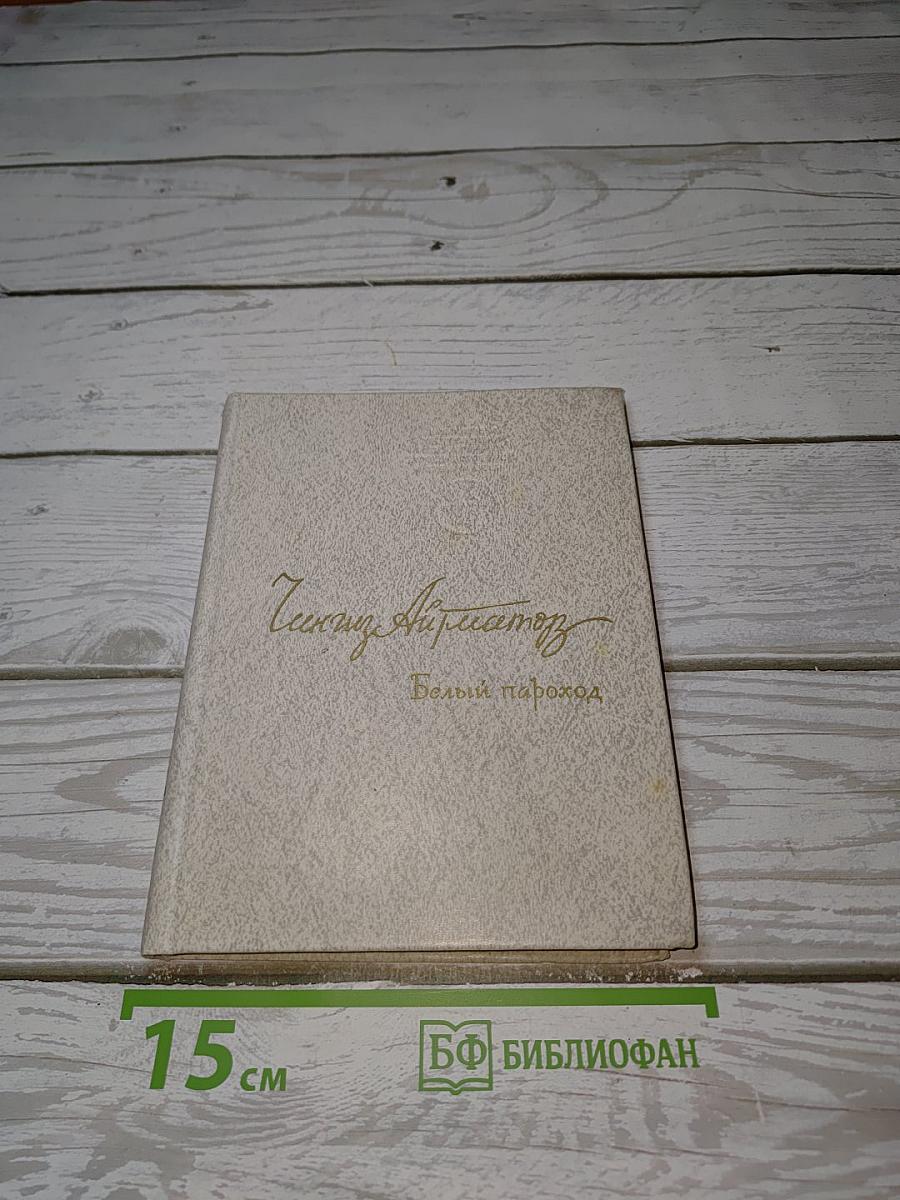 Чингиз Айтматов
Белый пароход
15 см
БФ БИБЛИОФАН